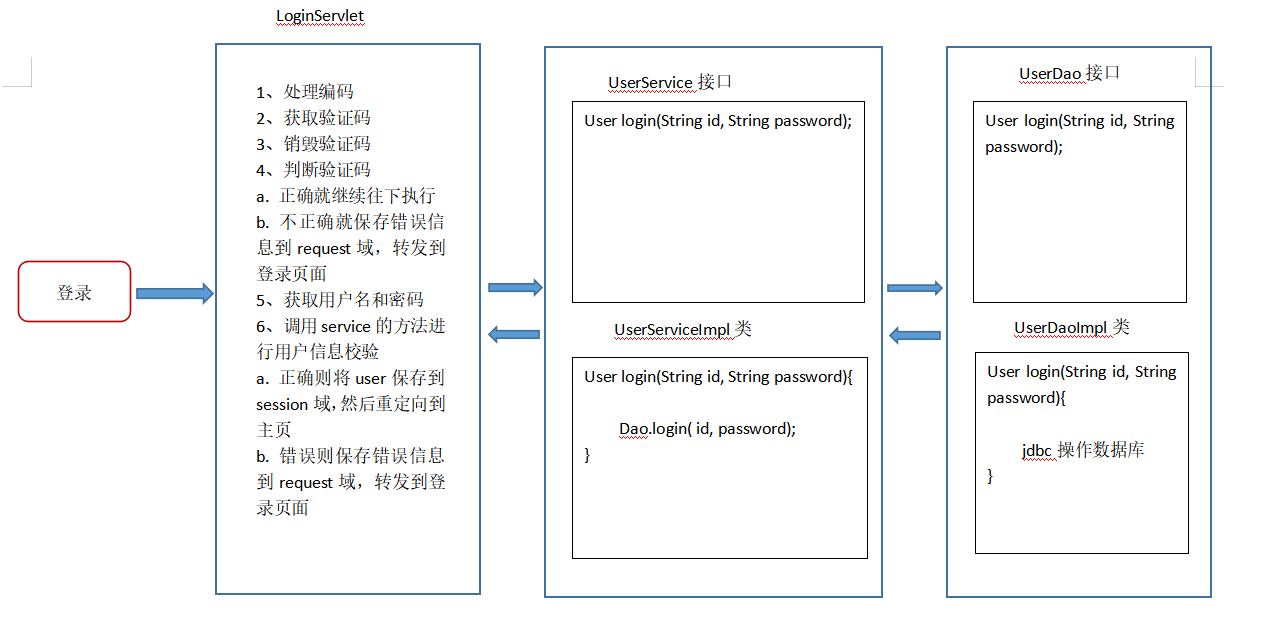 LoginServlet
登录
1、处理编码
2、获取验证码
3、销毁验证码
4、判断验证码
a. 正确就继续往下执行
b. 不正确就保存错误信
息到 request 域，转发到
登录页面
5、获取用户名和密码
6、调用 service 的方法进
行用户信息校验
a. 正确则将 user 保存到
session 域，然后重定向到
主页
b. 错误则保存错误信息
到 request 域，转发到登
录页面
UserService 接口
User login(String id, String password);
UserServiceImpl 类
User login(String id, String password){
Dao.login( id, password);
}
UserDao 接口
User login(String id, String
password);
UserDaoImpl 类
User login(String id, String
password){
jdbc 操作数据库
}